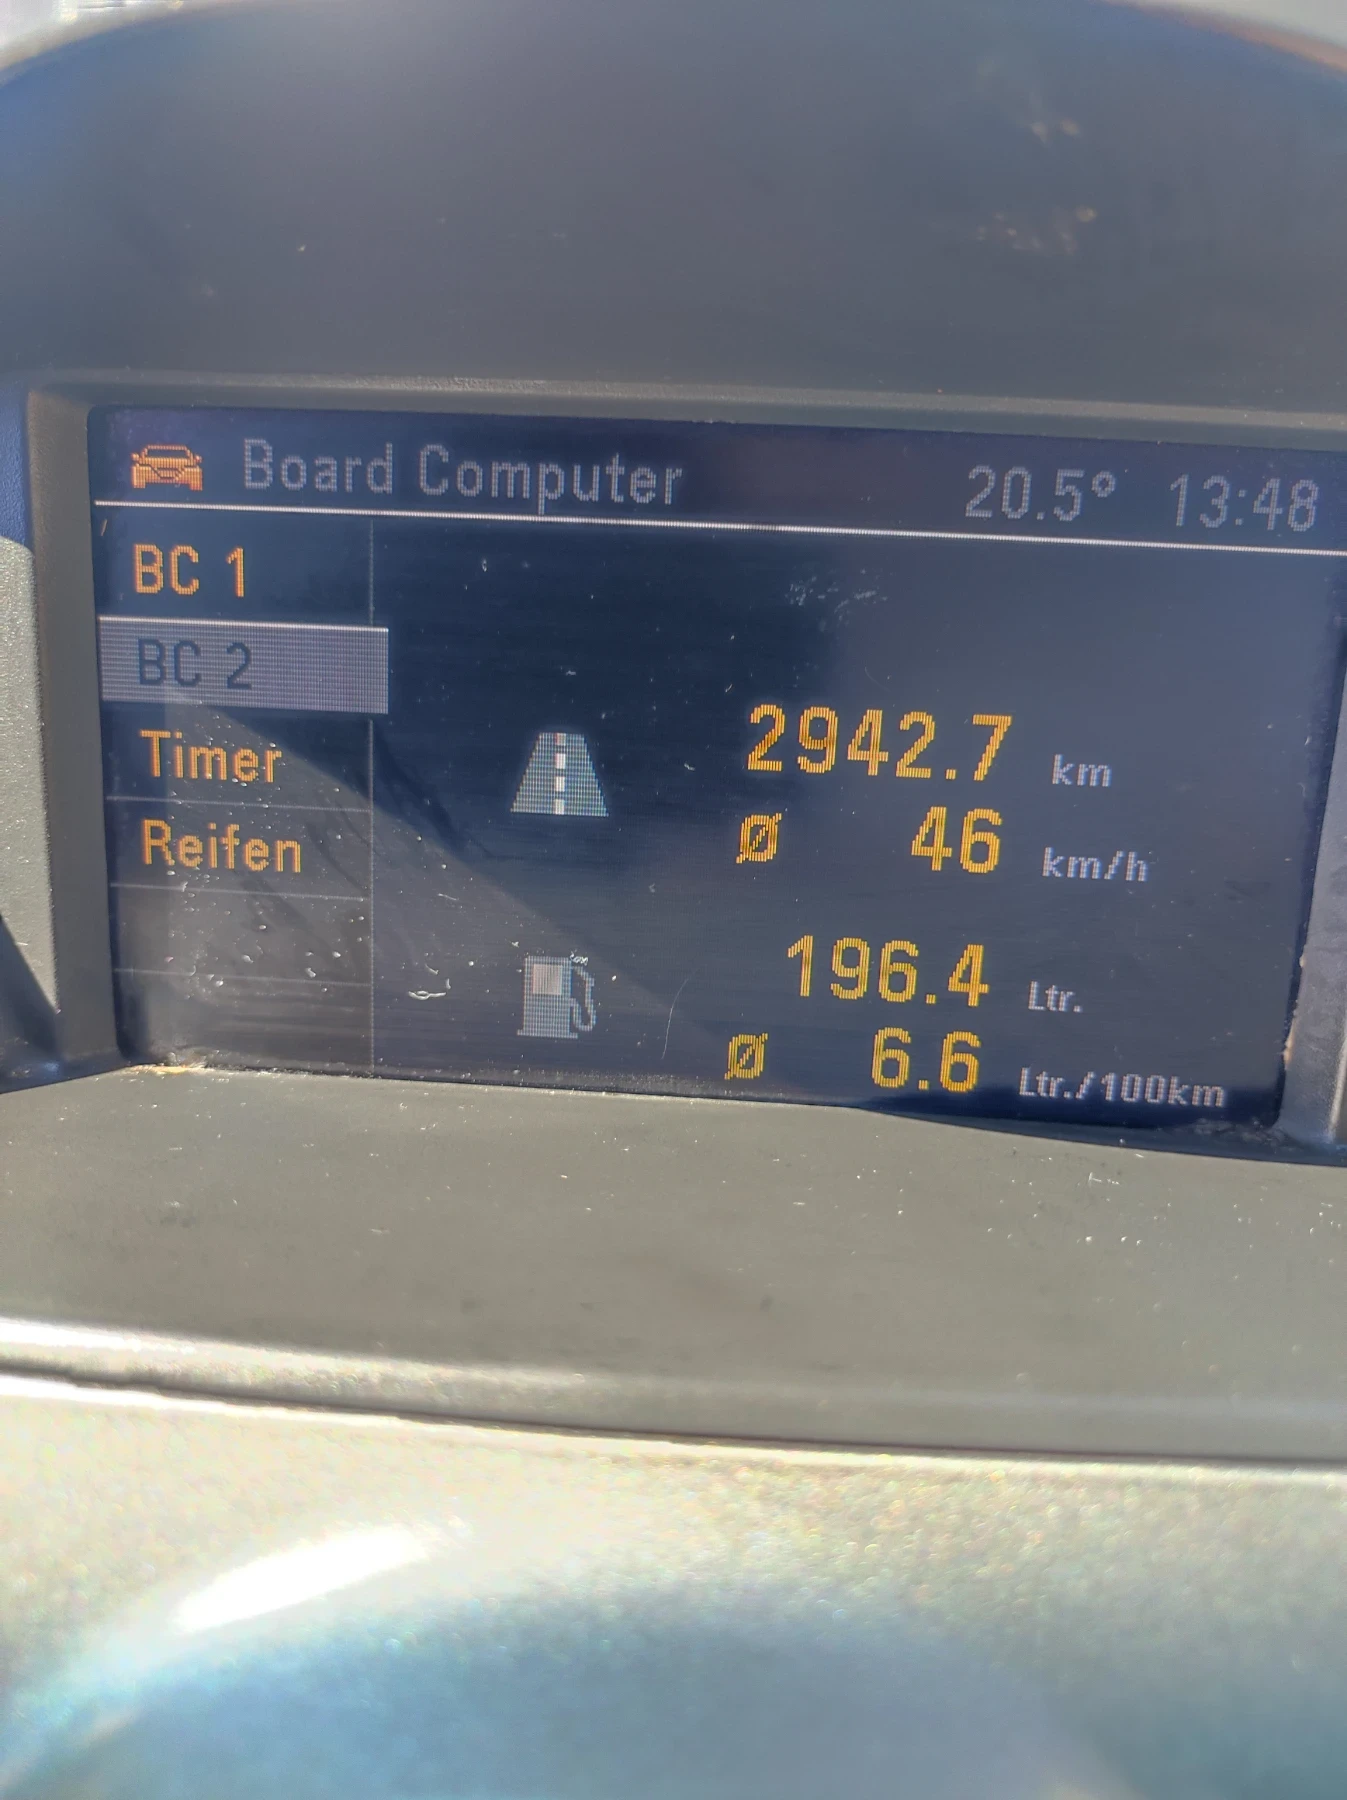 Board Computer 20.5° 13:48
BC 1
BC 2
Timer
Reifen
2942.7 km
Ø 46 km/h
196.4 Ltr.
Ø 6.6 Ltr./100km